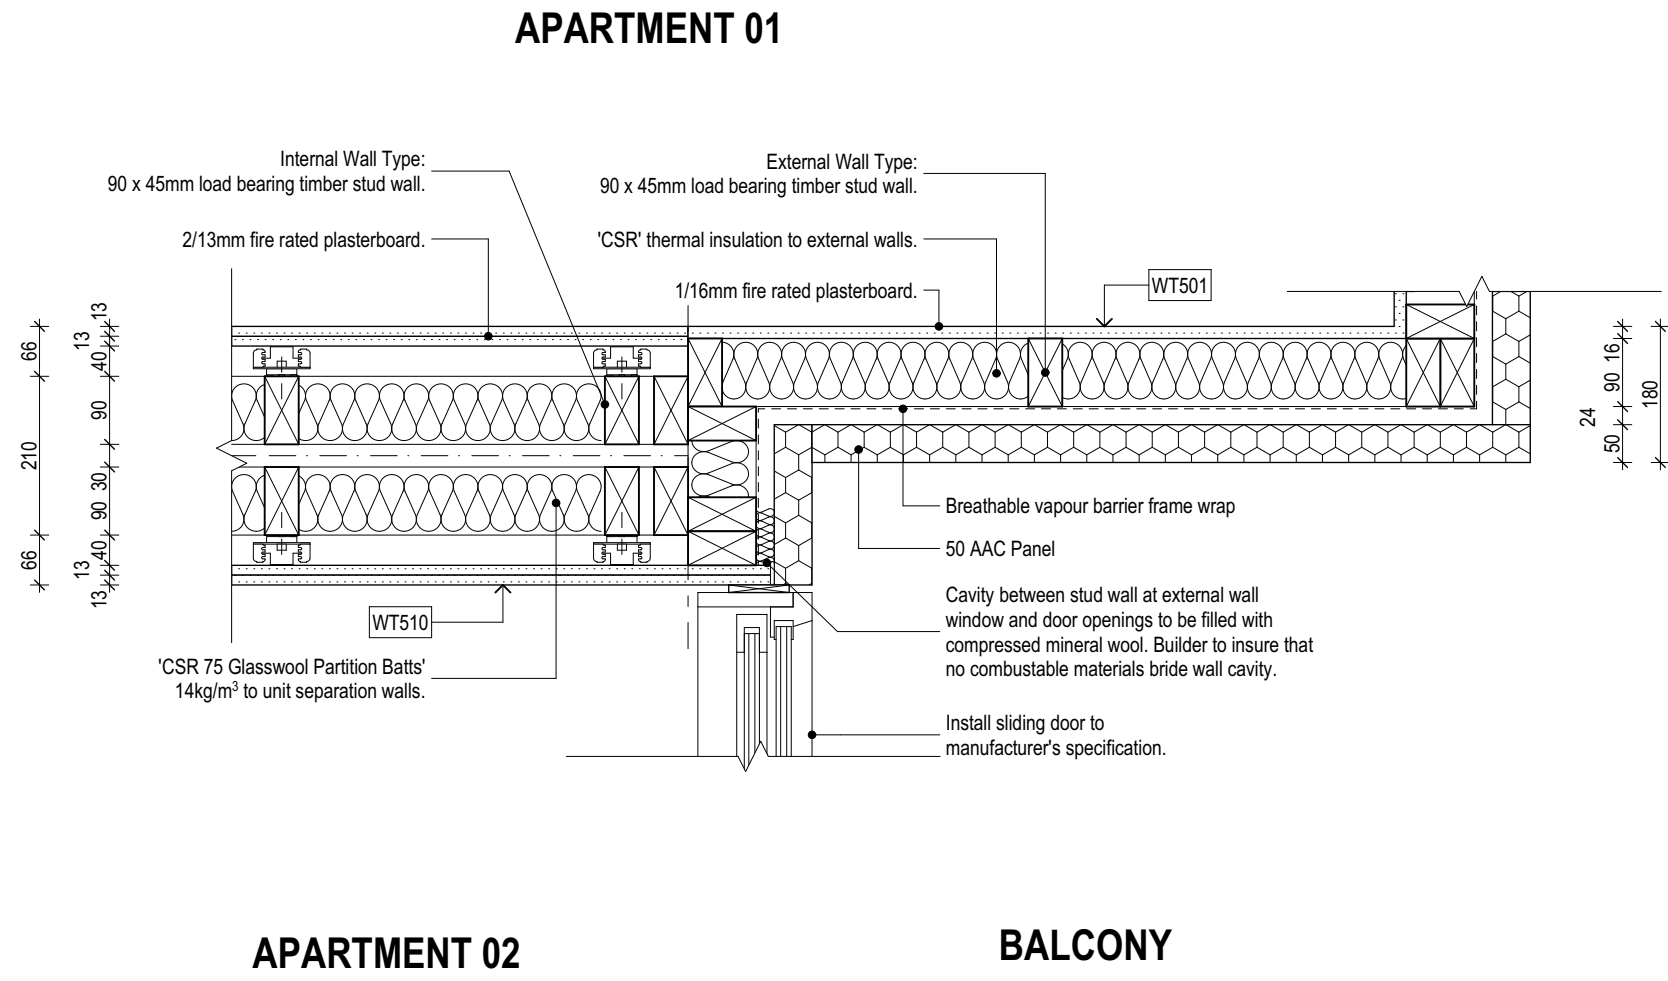 APARTMENT 01
Internal Wall Type:
90 x 45mm load bearing timber stud wall.
2/13mm fire rated plasterboard.
External Wall Type:
90 x 45mm load bearing timber stud wall.
'CSR' thermal insulation to external walls.
1/16mm fire rated plasterboard.
WT501
66
210
66
13
13
40
90
30
90
40
13
13
16
90
24
50
180
Breathable vapour barrier frame wrap
50 AAC Panel
Cavity between stud wall at external wall
window and door openings to be filled with
compressed mineral wool. Builder to insure that
no combustable materials bride wall cavity.
Install sliding door to
manufacturer's specification.
WT510
'CSR 75 Glasswool Partition Batts'
14kg/m³ to unit separation walls.
APARTMENT 02
BALCONY